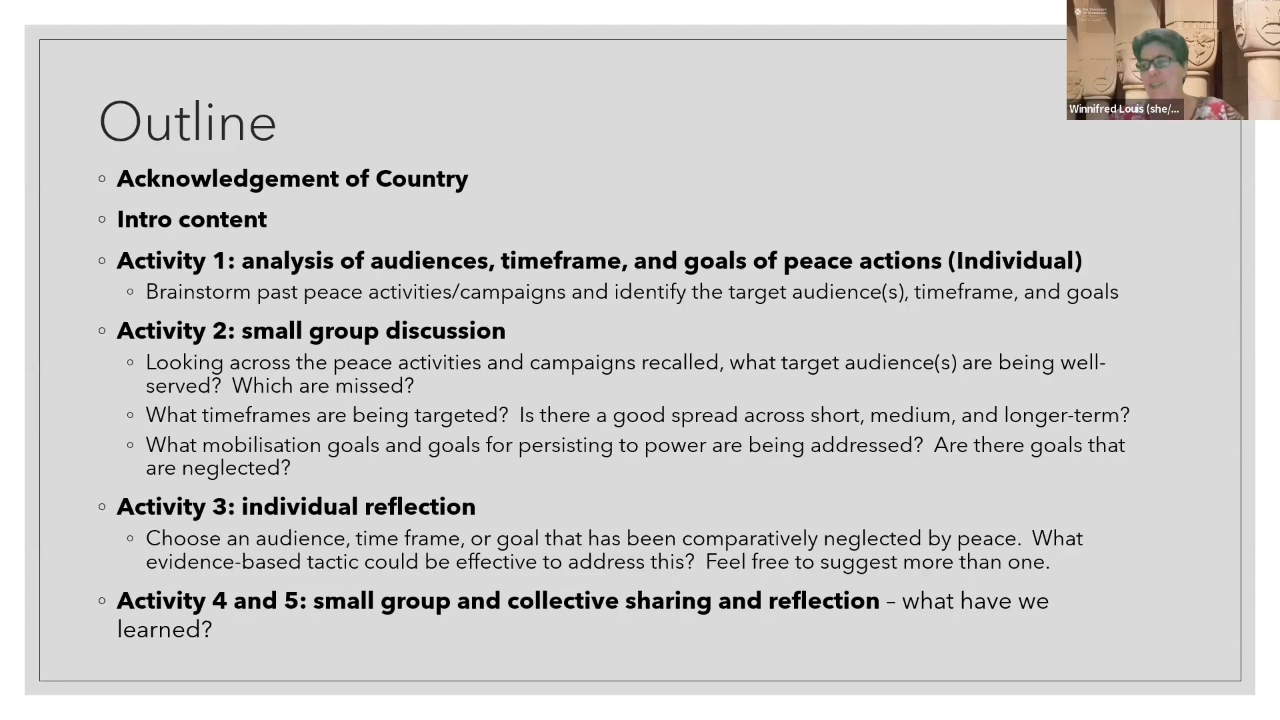 Outline
Acknowledgement of Country
Intro content
Activity 1: analysis of audiences, timeframe, and goals of peace actions (Individual)
Brainstorm past peace activities/campaigns and identify the target audience(s), timeframe, and goals
Activity 2: small group discussion
Looking across the peace activities and campaigns recalled, what target audience(s) are being well-
served?  Which are missed?
What timeframes are being targeted?  Is there a good spread across short, medium, and longer-term?
What mobilisation goals and goals for persisting to power are being addressed?  Are there goals that
are neglected?
Activity 3: individual reflection
Choose an audience, time frame, or goal that has been comparatively neglected by peace.  What
evidence-based tactic could be effective to address this?  Feel free to suggest more than one.
Activity 4 and 5: small group and collective sharing and reflection – what have we
learned?
Winnifred Louis (she/...